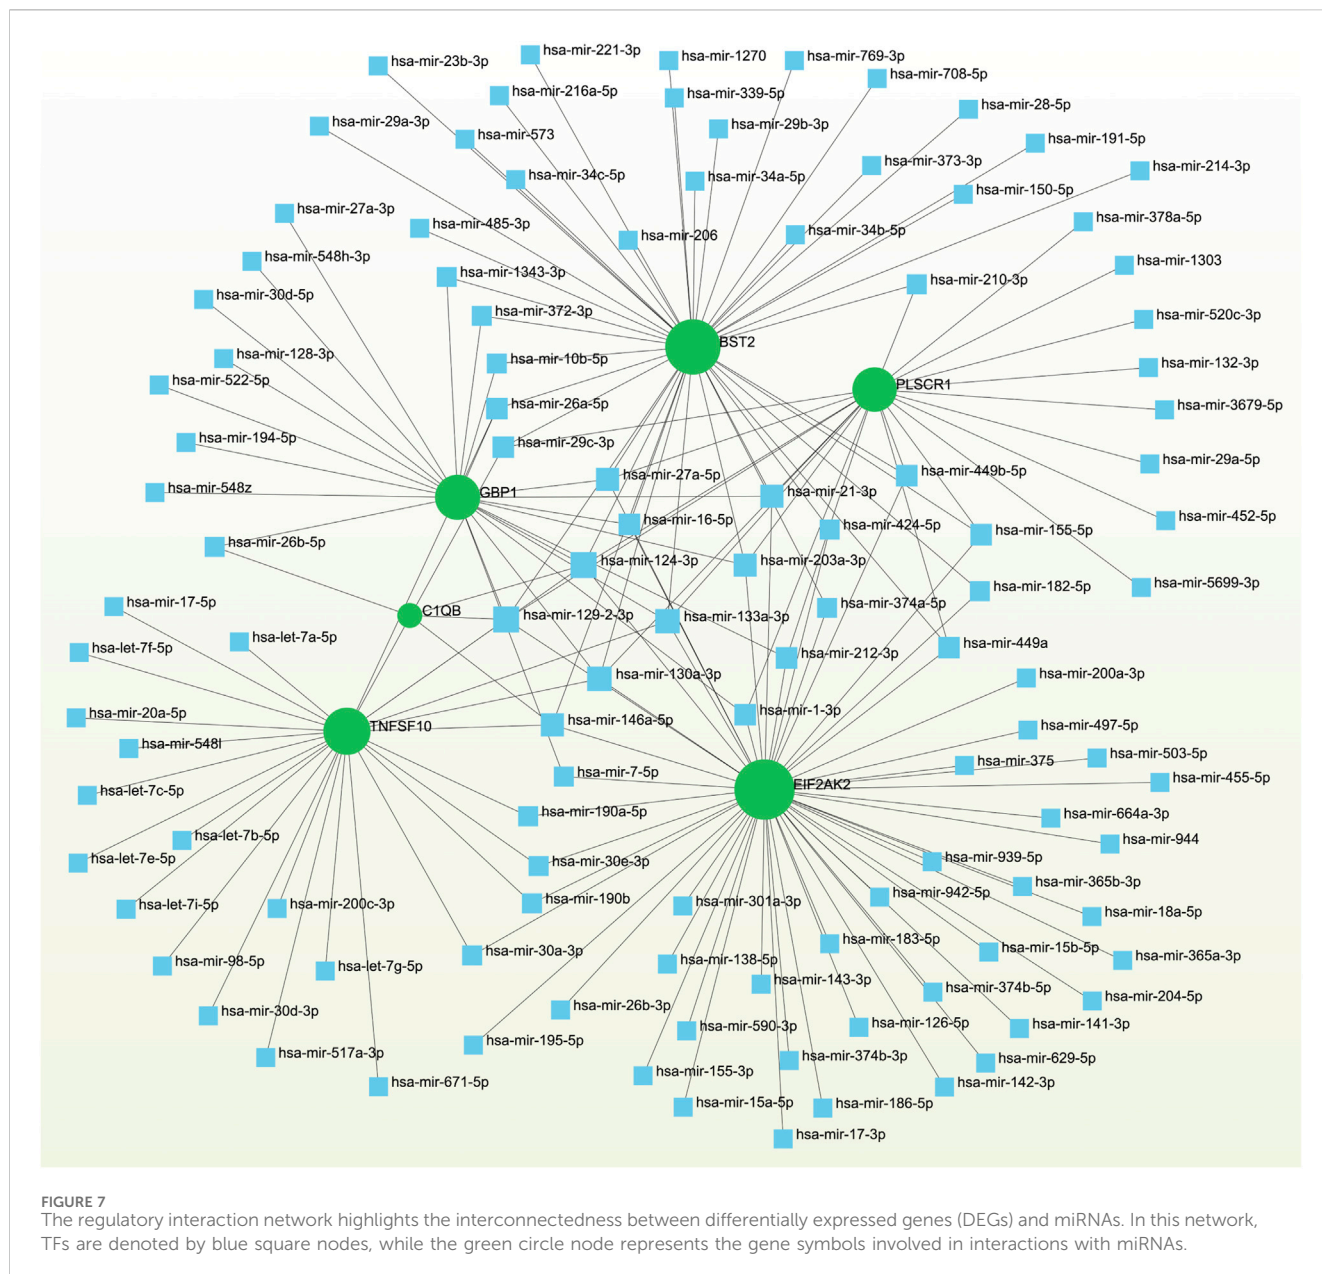 hsa-mir-221-3p
hsa-mir-23b-3p
hsa-mir-1270
hsa-mir-769-3p
hsa-mir-708-5p
hsa-mir-216a-5p
hsa-mir-339-5p
hsa-mir-28-5p
hsa-mir-29a-3p
hsa-mir-573
hsa-mir-29b-3p
hsa-mir-191-5p
hsa-mir-373-3p
hsa-mir-214-3p
hsa-mir-34c-5p
hsa-mir-34a-5p
hsa-mir-150-5p
hsa-mir-27a-3p
hsa-mir-485-3p
hsa-mir-206
hsa-mir-34b-5p
hsa-mir-378a-5p
hsa-mir-548h-3p
hsa-mir-1343-3p
hsa-mir-210-3p
hsa-mir-1303
hsa-mir-30d-5p
hsa-mir-372-3p
hsa-mir-520c-3p
BST2
hsa-mir-128-3p
hsa-mir-10b-5p
hsa-mir-132-3p
hsa-mir-522-5p
PLSCR1
hsa-mir-26a-5p
hsa-mir-3679-5p
hsa-mir-194-5p
hsa-mir-29c-3p
hsa-mir-29a-5p
hsa-mir-27a-5p
hsa-mir-449b-5p
hsa-mir-548z
GBP1
hsa-mir-21-3p
hsa-mir-16-5p
hsa-mir-424-5p
hsa-mir-155-5p
hsa-mir-452-5p
hsa-mir-26b-5p
hsa-mir-124-3p
hsa-mir-203a-3p
hsa-mir-182-5p
hsa-mir-5699-3p
hsa-mir-17-5p
C1QB
hsa-mir-129-2-3p
hsa-mir-133a-3p
hsa-mir-374a-5p
hsa-let-7a-5p
hsa-let-7f-5p
hsa-mir-212-3p
hsa-mir-449a
hsa-mir-130a-3p
hsa-mir-200a-3p
hsa-mir-20a-5p
TNFSF10
hsa-mir-146a-5p
hsa-mir-1-3p
hsa-mir-497-5p
hsa-mir-548l
hsa-mir-375
hsa-mir-503-5p
hsa-mir-7-5p
EIF2AK2
hsa-mir-455-5p
hsa-let-7c-5p
hsa-mir-190a-5p
hsa-mir-664a-3p
hsa-let-7b-5p
hsa-mir-944
hsa-let-7e-5p
hsa-mir-30e-3p
hsa-mir-939-5p
hsa-mir-365b-3p
hsa-let-7i-5p
hsa-mir-200c-3p
hsa-mir-190b
hsa-mir-301a-3p
hsa-mir-942-5p
hsa-mir-18a-5p
hsa-mir-98-5p
hsa-let-7g-5p
hsa-mir-30a-3p
hsa-mir-138-5p
hsa-mir-183-5p
hsa-mir-15b-5p
hsa-mir-365a-3p
hsa-mir-143-3p
hsa-mir-374b-5p
hsa-mir-204-5p
hsa-mir-30d-3p
hsa-mir-26b-3p
hsa-mir-590-3p
hsa-mir-126-5p
hsa-mir-141-3p
hsa-mir-195-5p
hsa-mir-517a-3p
hsa-mir-374b-3p
hsa-mir-629-5p
hsa-mir-671-5p
hsa-mir-155-3p
hsa-mir-142-3p
hsa-mir-15a-5p
hsa-mir-186-5p
hsa-mir-17-3p
FIGURE 7
The regulatory interaction network highlights the interconnectedness between differentially expressed genes (DEGs) and miRNAs. In this network,
TFs are denoted by blue square nodes, while the green circle node represents the gene symbols involved in interactions with miRNAs.